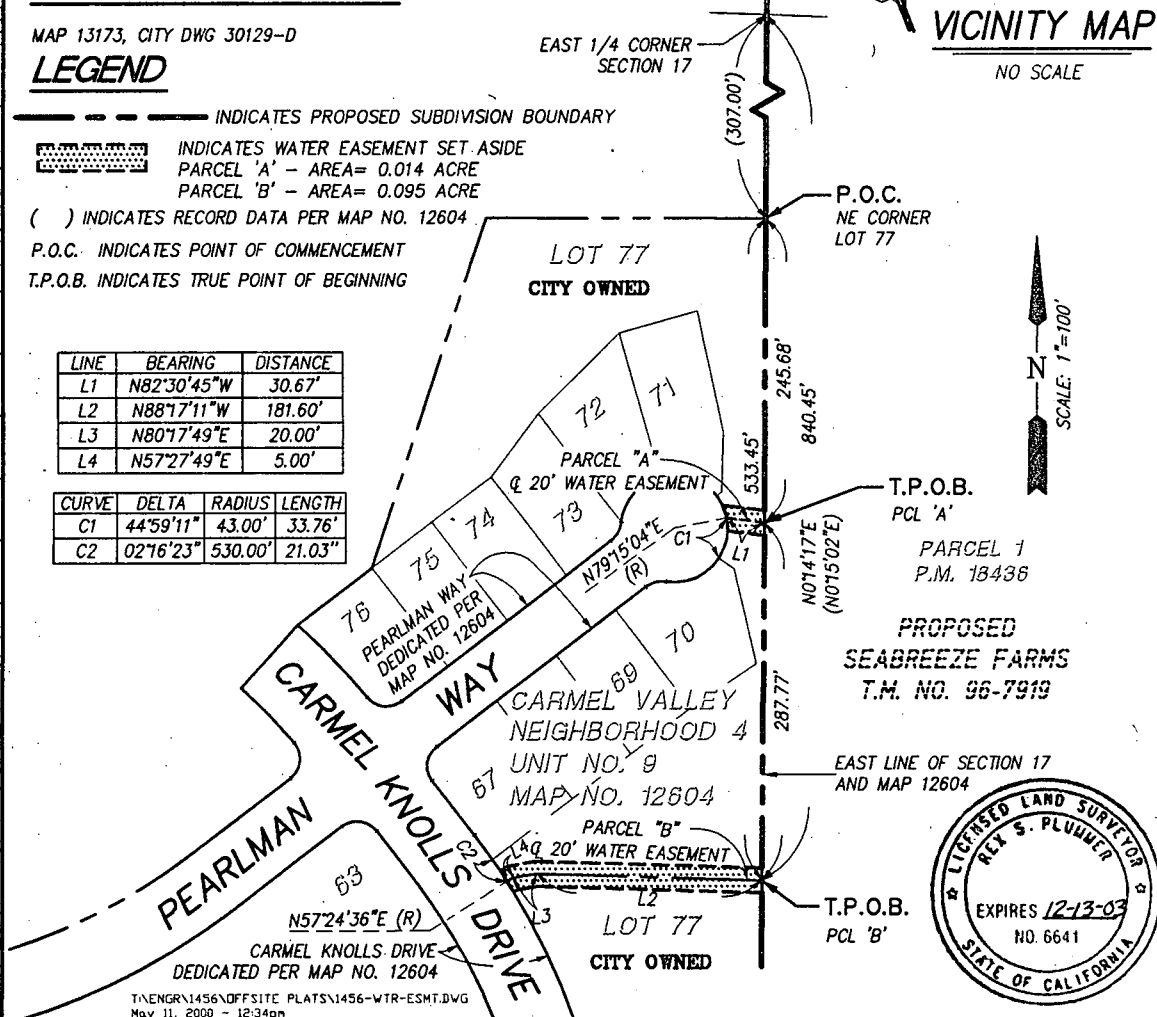 MAP 13173, CITY DWG 30129-D
LEGEND
INDICATES PROPOSED SUBDIVISION BOUNDARY
INDICATES WATER EASEMENT SET ASIDE
PARCEL 'A' - AREA= 0.014 ACRE
PARCEL 'B' - AREA= 0.095 ACRE
( ) INDICATES RECORD DATA PER MAP NO. 12604
P.O.C. INDICATES POINT OF COMMENCEMENT
T.P.O.B. INDICATES TRUE POINT OF BEGINNING
EAST 1/4 CORNER
SECTION 17
VICINITY MAP
NO SCALE
(307.00')
P.O.C.
NE CORNER
LOT 77
LOT 77
CITY OWNED
N
SCALE: 1"=100'
LINE BEARING DISTANCE
L1 N82°30'45"W 30.67'
L2 N88°17'11"W 181.60'
L3 N80°17'49"E 20.00'
L4 N57°27'49"E 5.00'
CURVE DELTA RADIUS LENGTH
C1 44°59'11" 43.00' 33.76'
C2 02°16'23" 530.00' 21.03"
245.68'
840.45'
533.45'
71
72
73
74
75
76
PARCEL "A"
℄ 20' WATER EASEMENT
T.P.O.B.
PCL 'A'
N79°15'04"E
(R)
C1
L1
N0°14'17"E
(N0°15'02"E)
PARCEL 1
P.M. 18436
PROPOSED
SEABREEZE FARMS
T.M. NO. 96-7919
PEARLMAN WAY
DEDICATED PER
MAP NO. 12604
70
69
67
CARMEL VALLEY
NEIGHBORHOOD 4
UNIT NO. 9
MAP NO. 12604
287.77'
EAST LINE OF SECTION 17
AND MAP 12604
PEARLMAN
WAY
CARMEL KNOLLS
DRIVE
PARCEL "B"
℄ 20' WATER EASEMENT
C2
L4
L3
L2
63
N57°24'36"E (R)
LOT 77
CITY OWNED
T.P.O.B.
PCL 'B'
CARMEL KNOLLS DRIVE
DEDICATED PER MAP NO. 12604
LICENSED LAND SURVEYOR
REX S. PLUMMER
EXPIRES 12-13-03
NO. 6641
STATE OF CALIFORNIA
T:\ENGR\1456\OFFSITE PLATS\1456-WTR-ESMT.DWG
May 11, 2000 - 12:34pm